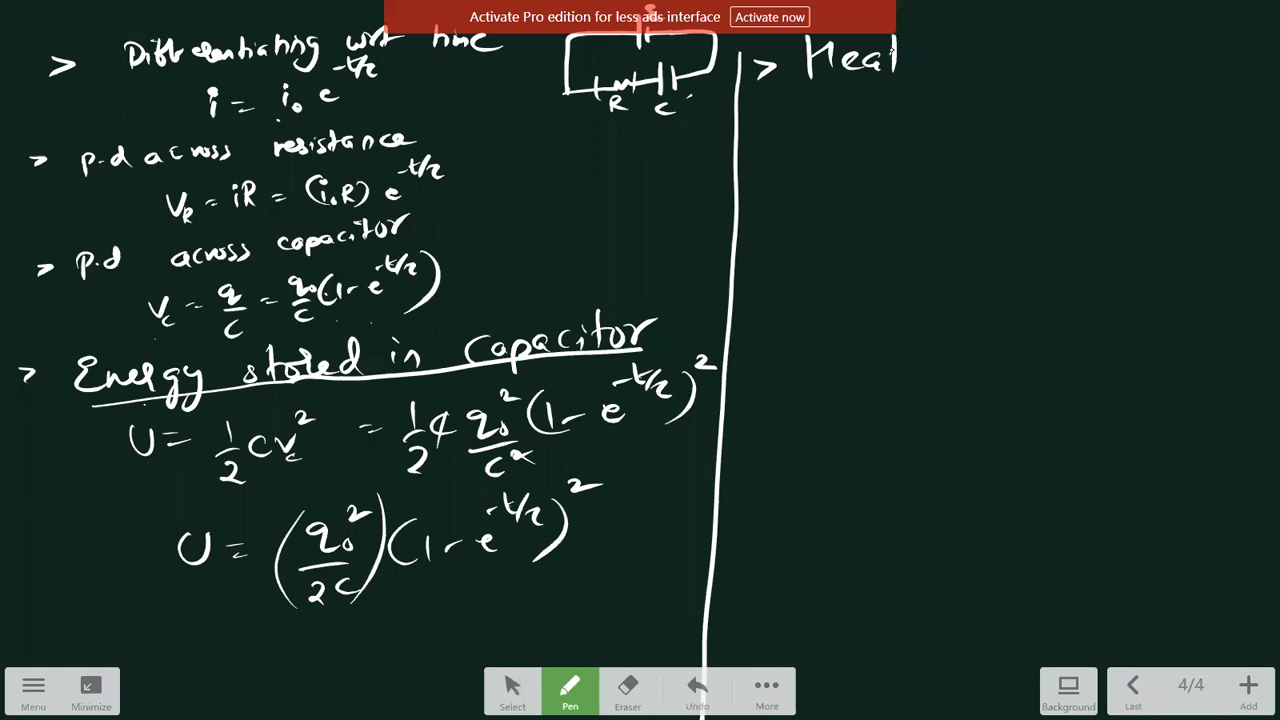 Activate Pro edition for less ads interface Activate now
> Differentiating wrt time
i = i₀ e^(-t/τ)
> p.d across resistance
V_R = iR = (i₀R) e^(-t/τ)
> p.d across capacitor
V_c = q/C = q₀/C (1 - e^(-t/τ))
> Energy stored in capacitor
U = 1/2 C V_c² = 1/2 C q₀²/C² (1 - e^(-t/τ))²
U = (q₀²/2C) (1 - e^(-t/τ))²
R C
> Heat
Menu Minimize Select Pen Eraser Undo More Background Last 4/4 Add